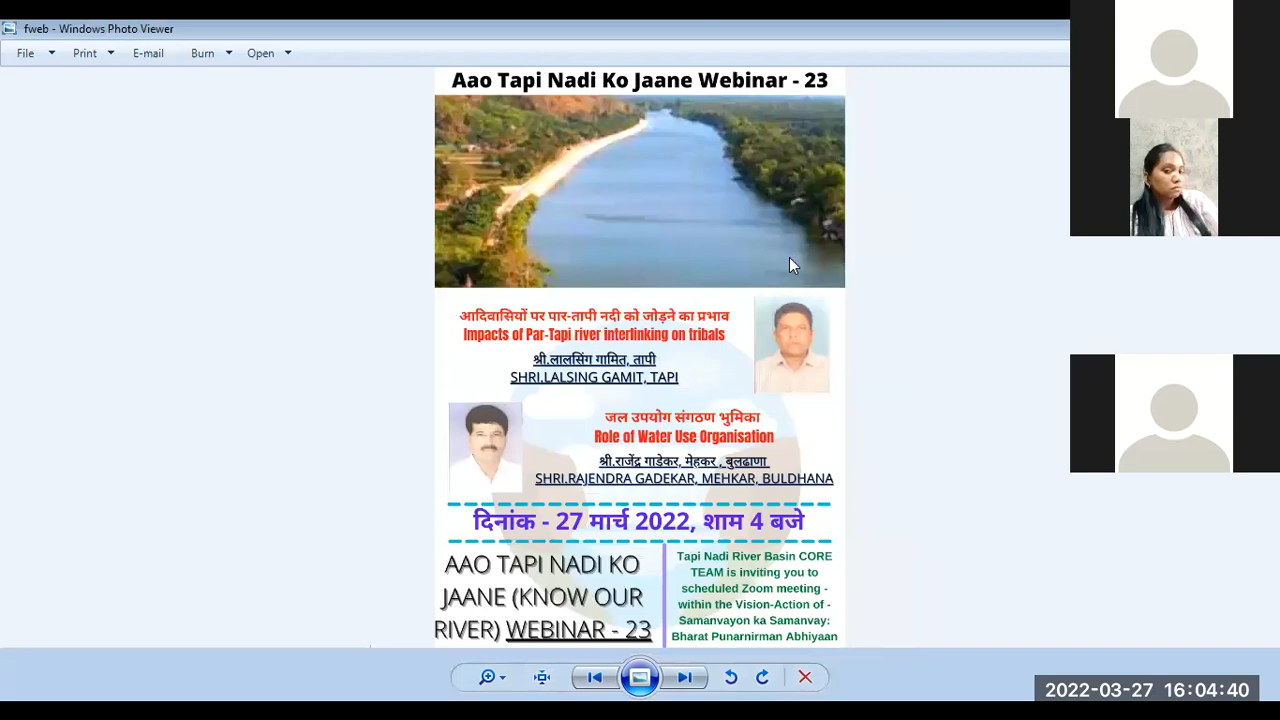 fweb - Windows Photo Viewer
File Print E-mail Burn Open
Aao Tapi Nadi Ko Jaane Webinar - 23
आदिवासियों पर पार-तापी नदी को जोड़ने का प्रभाव
Impacts of Par-Tapi river interlinking on tribals
श्री.लालसिंग गामित, तापी
SHRI.LALSING GAMIT, TAPI
जल उपयोग संगठण भुमिका
Role of Water Use Organisation
श्री.राजेंद्र गाडेकर, मेहकर , बुलढाणा
SHRI.RAJENDRA GADEKAR, MEHKAR, BULDHANA
दिनांक - 27 मार्च 2022, शाम 4 बजे
AAO TAPI NADI KO
JAANE (KNOW OUR
RIVER) WEBINAR - 23
Tapi Nadi River Basin CORE
TEAM is inviting you to
scheduled Zoom meeting -
within the Vision-Action of -
Samanvayon ka Samanvay:
Bharat Punarnirman Abhiyaan
2022-03-27 16:04:40